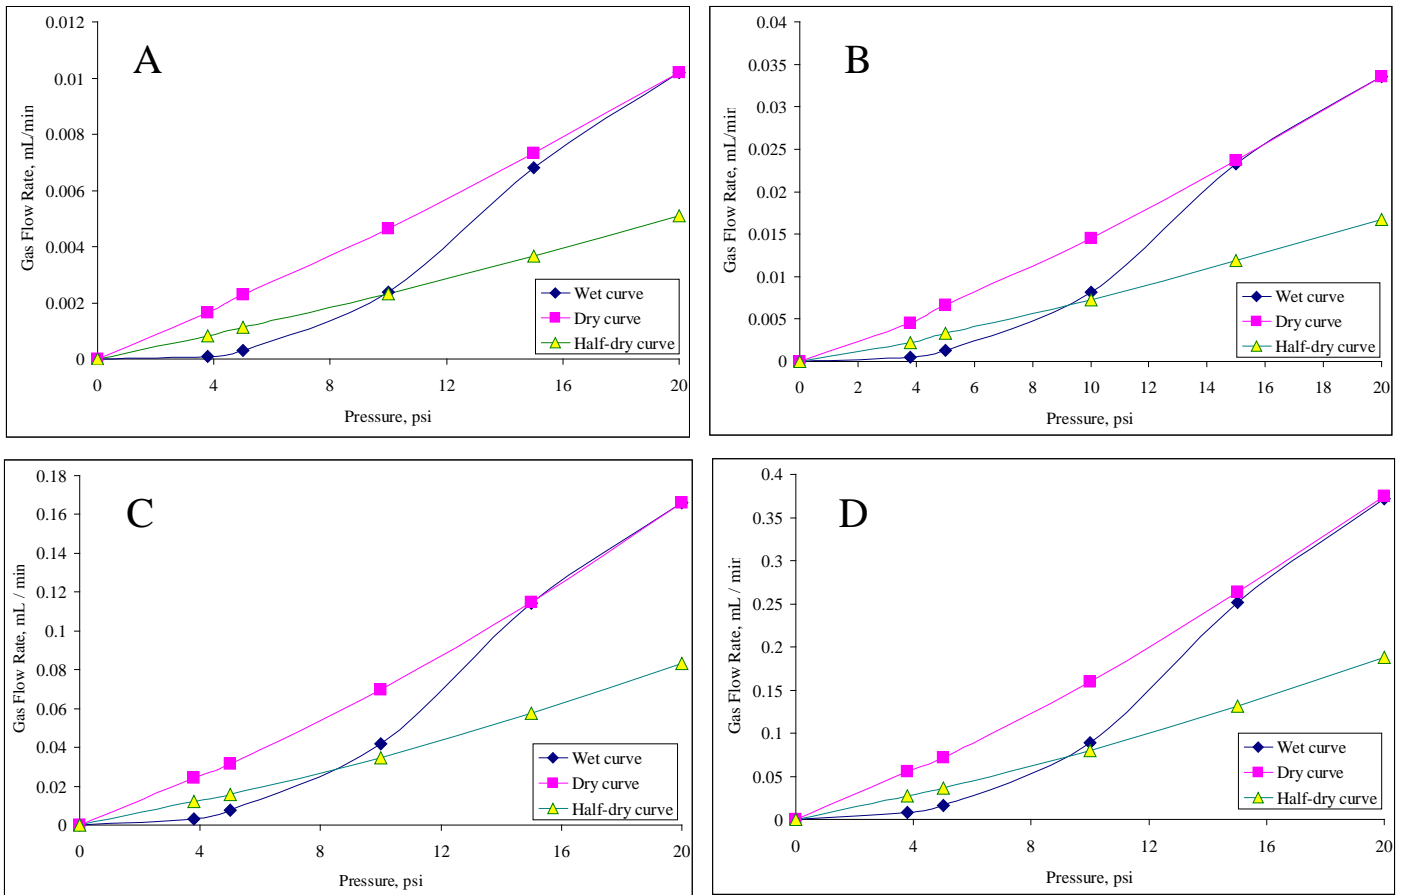 A
Gas Flow Rate, mL/min
0.012
0.01
0.008
0.006
0.004
0.002
0
0 4 8 12 16 20
Pressure, psi
Wet curve
Dry curve
Half-dry curve
B
Gas Flow Rate, mL/min
0.04
0.035
0.03
0.025
0.02
0.015
0.01
0.005
0
0 2 4 6 8 10 12 14 16 18 20
Pressure, psi
Wet curve
Dry curve
Half-dry curve
C
Gas Flow Rate, mL / min
0.18
0.16
0.14
0.12
0.1
0.08
0.06
0.04
0.02
0
0 4 8 12 16 20
Pressure, psi
Wet curve
Dry curve
Half-dry curve
D
Gas Flow Rate, mL / min
0.4
0.35
0.3
0.25
0.2
0.15
0.1
0.05
0
0 2 4 6 8 10 12 14 16 18 20
Pressure, psi
Wet curve
Dry curve
Half-dry curve